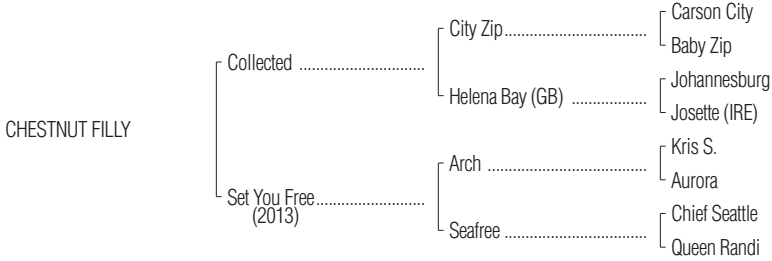 Carson City
City Zip..................................
Baby Zip
Collected ..............................
Johannesburg
Helena Bay (GB) ..................
Josette (IRE)
CHESTNUT FILLY
Kris S.
Arch ......................................
Aurora
Set You Free..........................
(2013)
Chief Seattle
Seafree ..................................
Queen Randi